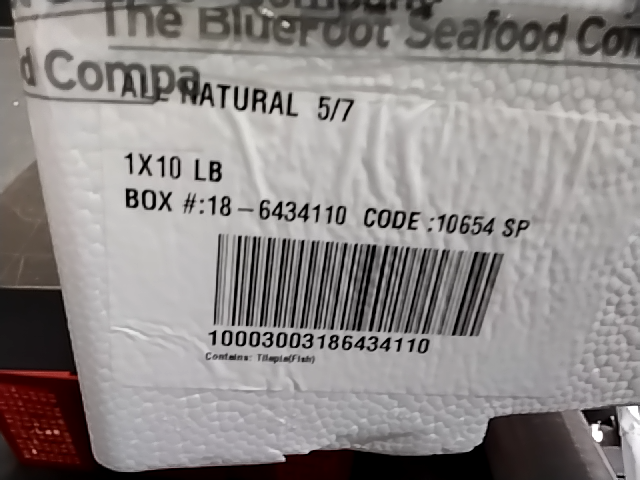 The BlueFoot Seafood Com
d Compa
ALL NATURAL 5/7
1X10 LB
BOX #:18-6434110 CODE :10654 SP
10003003186434110
Contains: Tilapia(Fish)